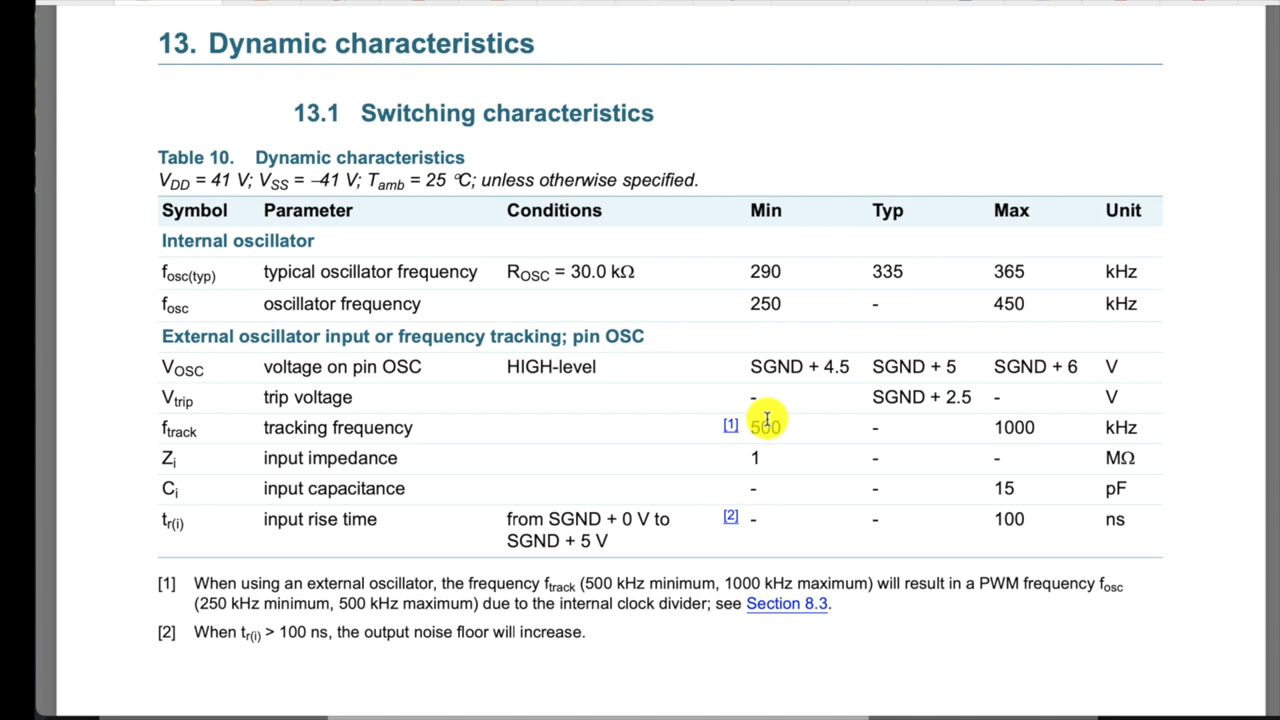 13. Dynamic characteristics
13.1 Switching characteristics
Table 10. Dynamic characteristics
VDD = 41 V; VSS = –41 V; Tamb = 25 °C; unless otherwise specified.
Symbol Parameter Conditions Min Typ Max Unit
Internal oscillator
fosc(typ) typical oscillator frequency ROSC = 30.0 kΩ 290 335 365 kHz
fosc oscillator frequency 250 - 450 kHz
External oscillator input or frequency tracking; pin OSC
VOSC voltage on pin OSC HIGH-level SGND + 4.5 SGND + 5 SGND + 6 V
Vtrip trip voltage - SGND + 2.5 - V
ftrack tracking frequency [1] 500 - 1000 kHz
Zi input impedance 1 - - MΩ
Ci input capacitance - - 15 pF
tr(i) input rise time from SGND + 0 V to [2] - - 100 ns
SGND + 5 V
[1] When using an external oscillator, the frequency ftrack (500 kHz minimum, 1000 kHz maximum) will result in a PWM frequency fosc
(250 kHz minimum, 500 kHz maximum) due to the internal clock divider; see Section 8.3.
[2] When tr(i) > 100 ns, the output noise floor will increase.